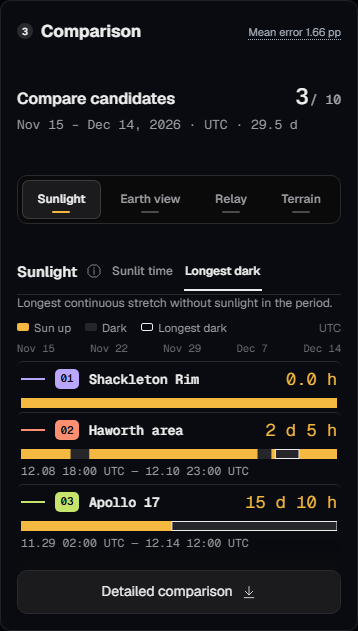 3 Comparison Mean error 1.66 pp
Compare candidates 3 / 10
Nov 15 – Dec 14, 2026 · UTC · 29.5 d
Sunlight Earth view Relay Terrain
Sunlight Sunlit time Longest dark
Longest continuous stretch without sunlight in the period.
Sun up Dark Longest dark UTC
Nov 15 Nov 22 Nov 29 Dec 7 Dec 14
01 Shackleton Rim 0.0 h
02 Haworth area 2 d 5 h
12.08 18:00 UTC — 12.10 23:00 UTC
03 Apollo 17 15 d 10 h
11.29 02:00 UTC — 12.14 12:00 UTC
Detailed comparison